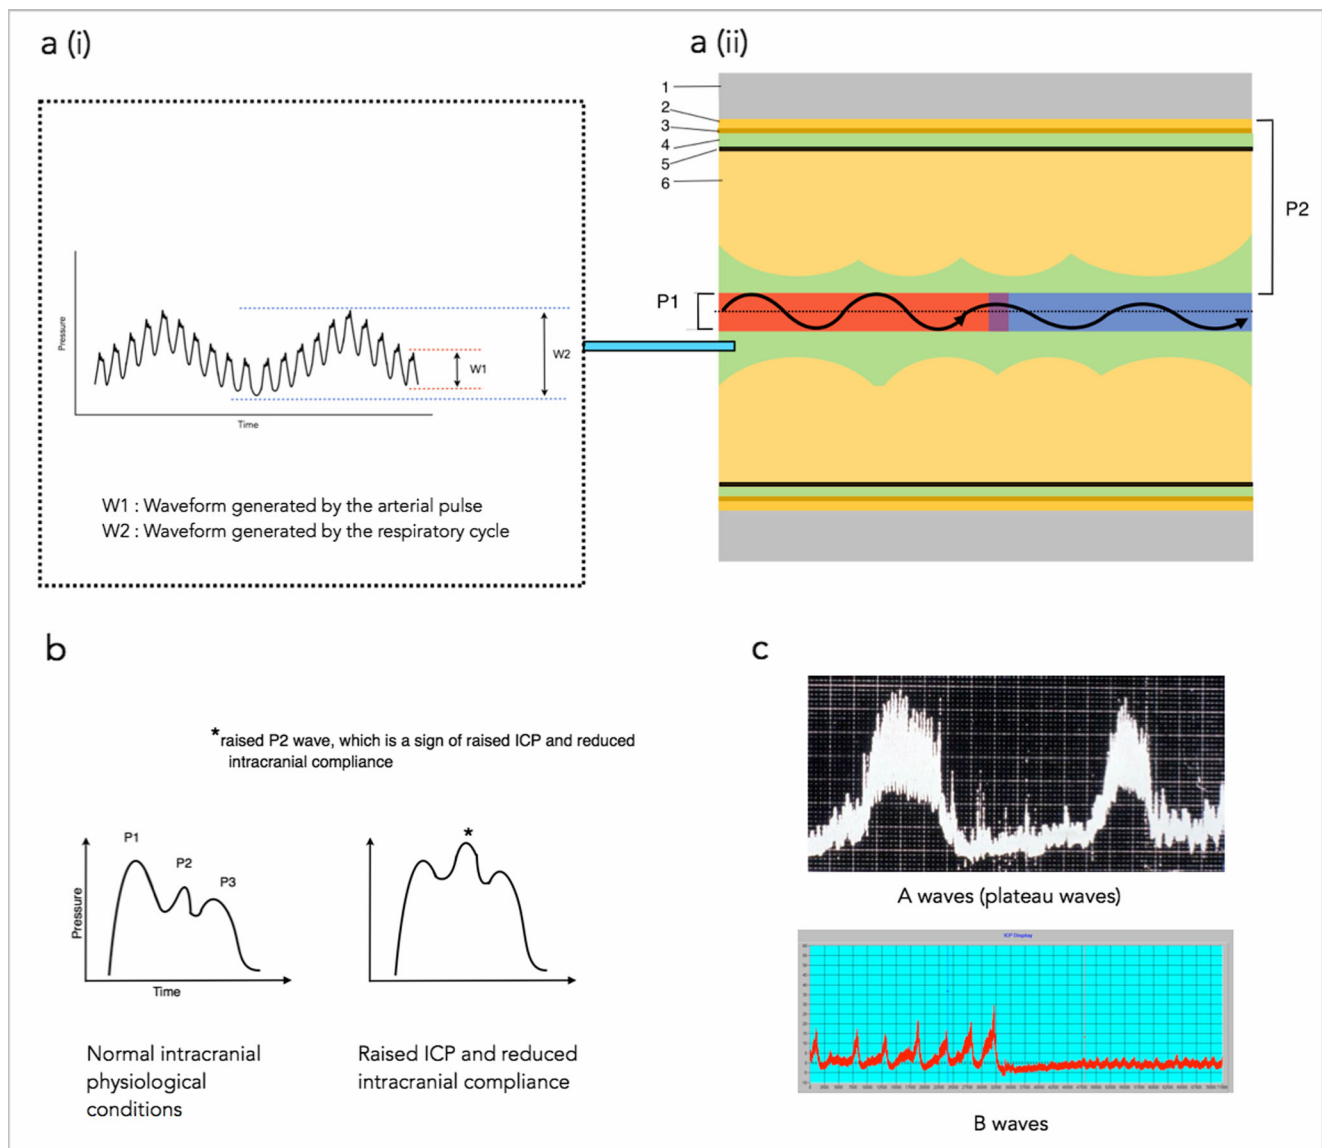 a (i)
Pressure
Time
W1
W2
W1 : Waveform generated by the arterial pulse
W2 : Waveform generated by the respiratory cycle
a (ii)
1
2
3
4
5
6
P1
P2
b
*raised P2 wave, which is a sign of raised ICP and reduced
intracranial compliance
P1
P2
P3
Pressure
Time
*
Normal intracranial
physiological
conditions
Raised ICP and reduced
intracranial compliance
c
A waves (plateau waves)
ICP Display
B waves